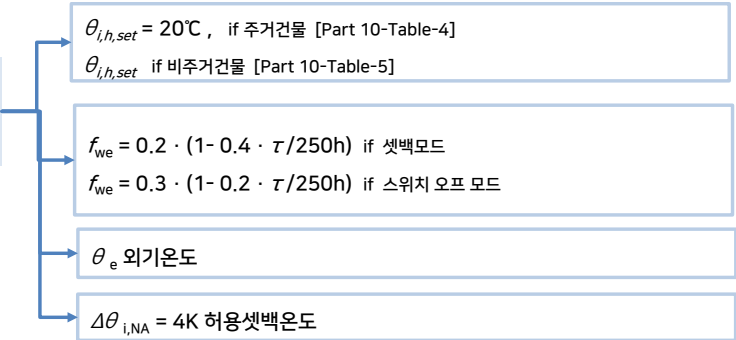 θi,h,set = 20℃ , if 주거건물 [Part 10-Table-4]
θi,h,set if 비주거건물 [Part 10-Table-5]
fwe = 0.2 · (1- 0.4 · τ/250h) if 셋백모드
fwe = 0.3 · (1- 0.2 · τ/250h) if 스위치 오프 모드
θ e 외기온도
Δθ i,NA = 4K 허용셋백온도